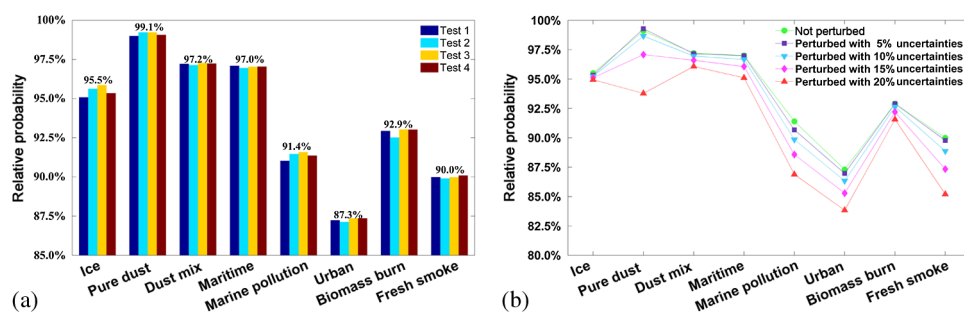 100.0%
97.5%
95.0%
92.5%
90.0%
87.5%
85.0%
Relative probability
95.5%
99.1%
97.2%
97.0%
91.4%
87.3%
92.9%
90.0%
Test 1
Test 2
Test 3
Test 4
Ice
Pure dust
Dust mix
Maritime
Marine pollution
Urban
Biomass burn
Fresh smoke
(a)
100.0%
97.5%
95.0%
92.5%
90.0%
87.5%
85.0%
82.5%
80.0%
Relative probability
Not perturbed
Perturbed with 5% uncertainties
Perturbed with 10% uncertainties
Perturbed with 15% uncertainties
Perturbed with 20% uncertainties
Ice
Pure dust
Dust mix
Maritime
Marine pollution
Urban
Biomass burn
Fresh smoke
(b)